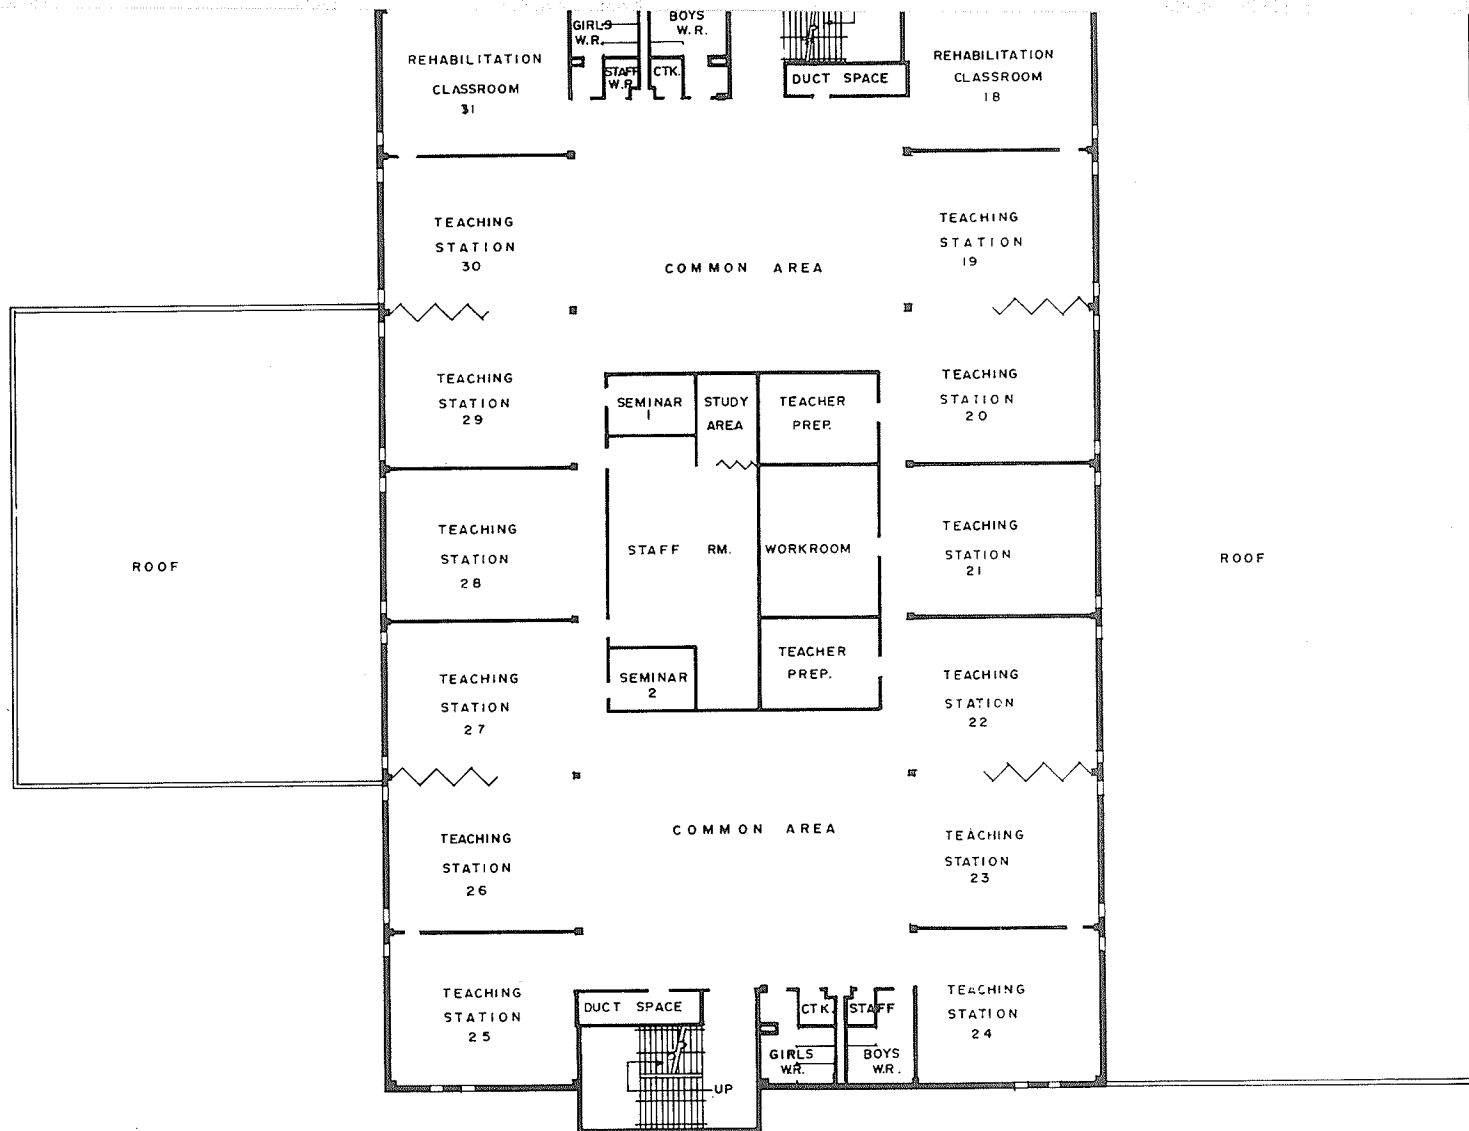 GIRLS
W.R.
BOYS
W.R.
STAFF
W.R.
CTK.
DUCT SPACE
REHABILITATION
CLASSROOM
31
REHABILITATION
CLASSROOM
18
TEACHING
STATION
30
COMMON AREA
TEACHING
STATION
19
TEACHING
STATION
29
SEMINAR
1
STUDY
AREA
TEACHER
PREP.
TEACHING
STATION
20
ROOF
TEACHING
STATION
28
STAFF RM.
WORKROOM
TEACHING
STATION
21
ROOF
TEACHING
STATION
27
SEMINAR
2
TEACHER
PREP.
TEACHING
STATION
22
TEACHING
STATION
26
COMMON AREA
TEACHING
STATION
23
TEACHING
STATION
25
DUCT SPACE
UP
CTK.
STAFF
GIRLS
W.R.
BOYS
W.R.
TEACHING
STATION
24